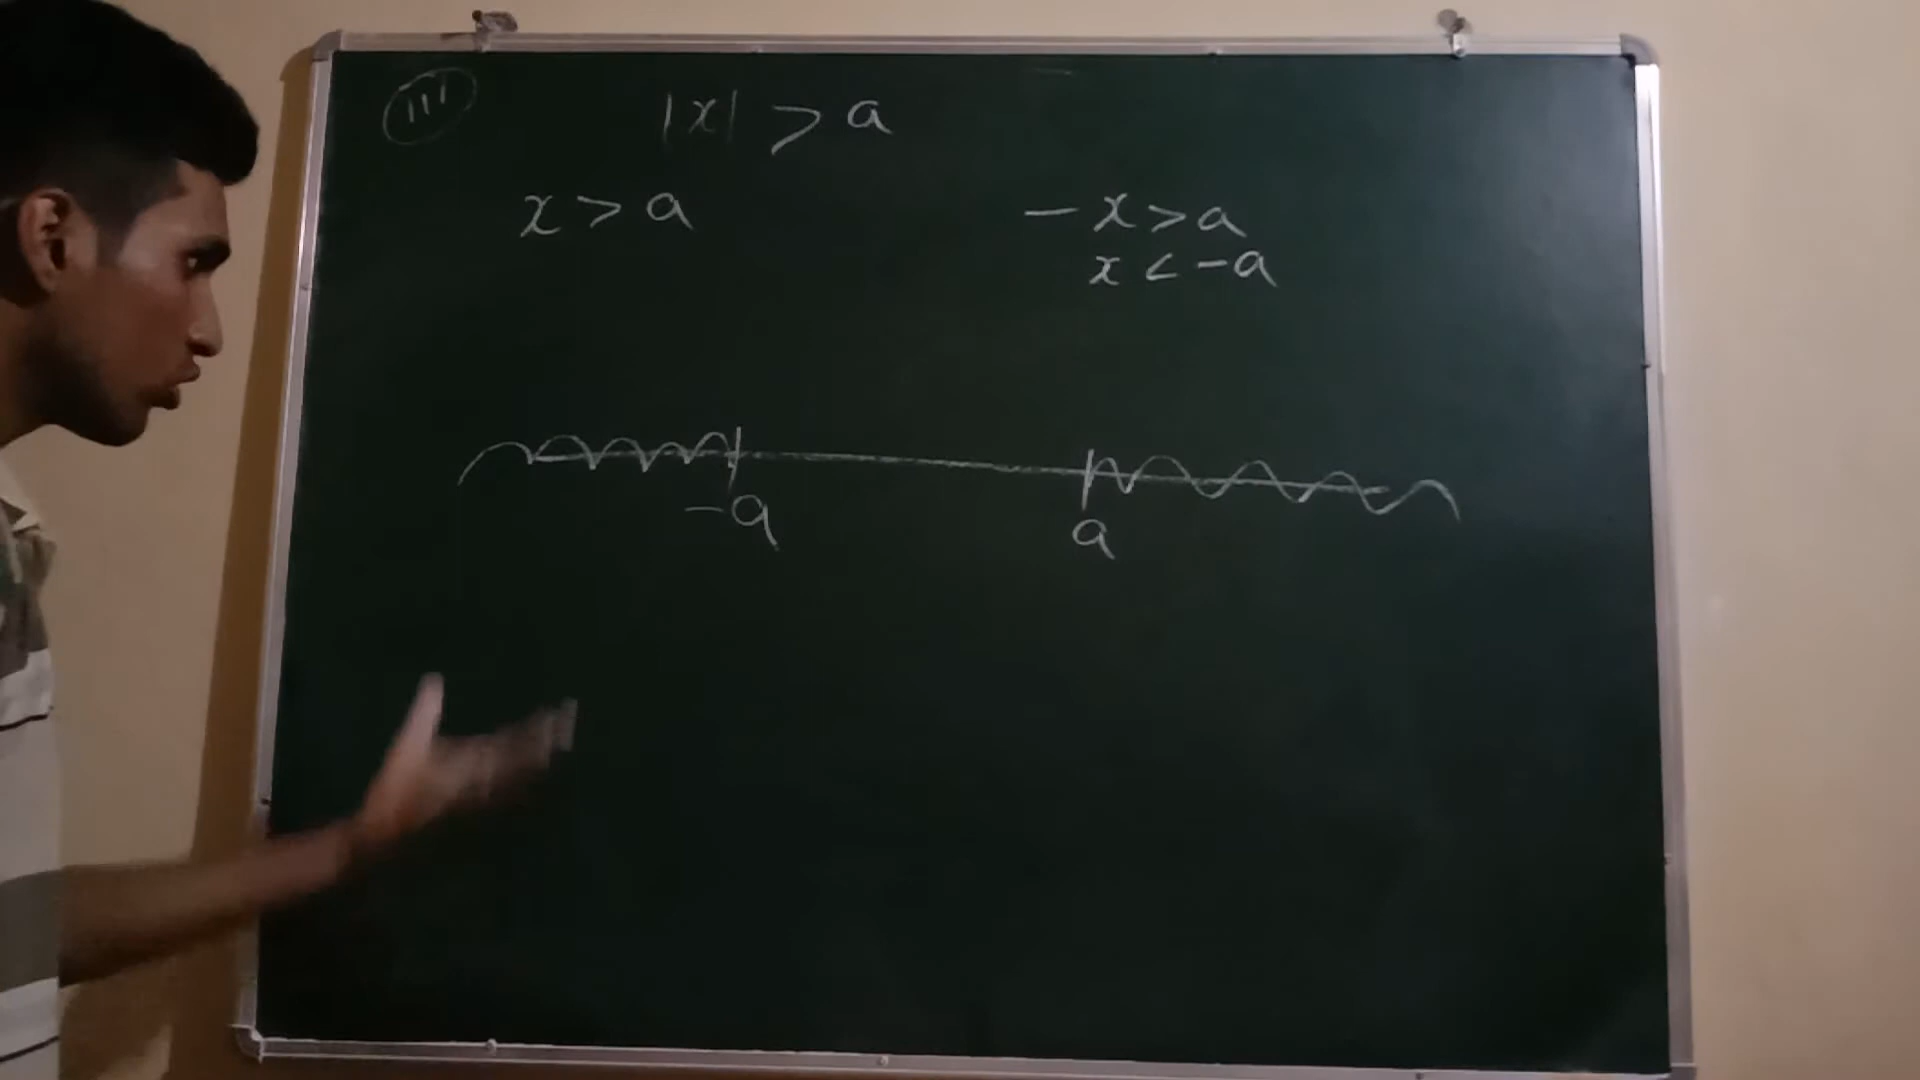 (iii) |x| > a
x > a
- x > a
x < -a
-a a